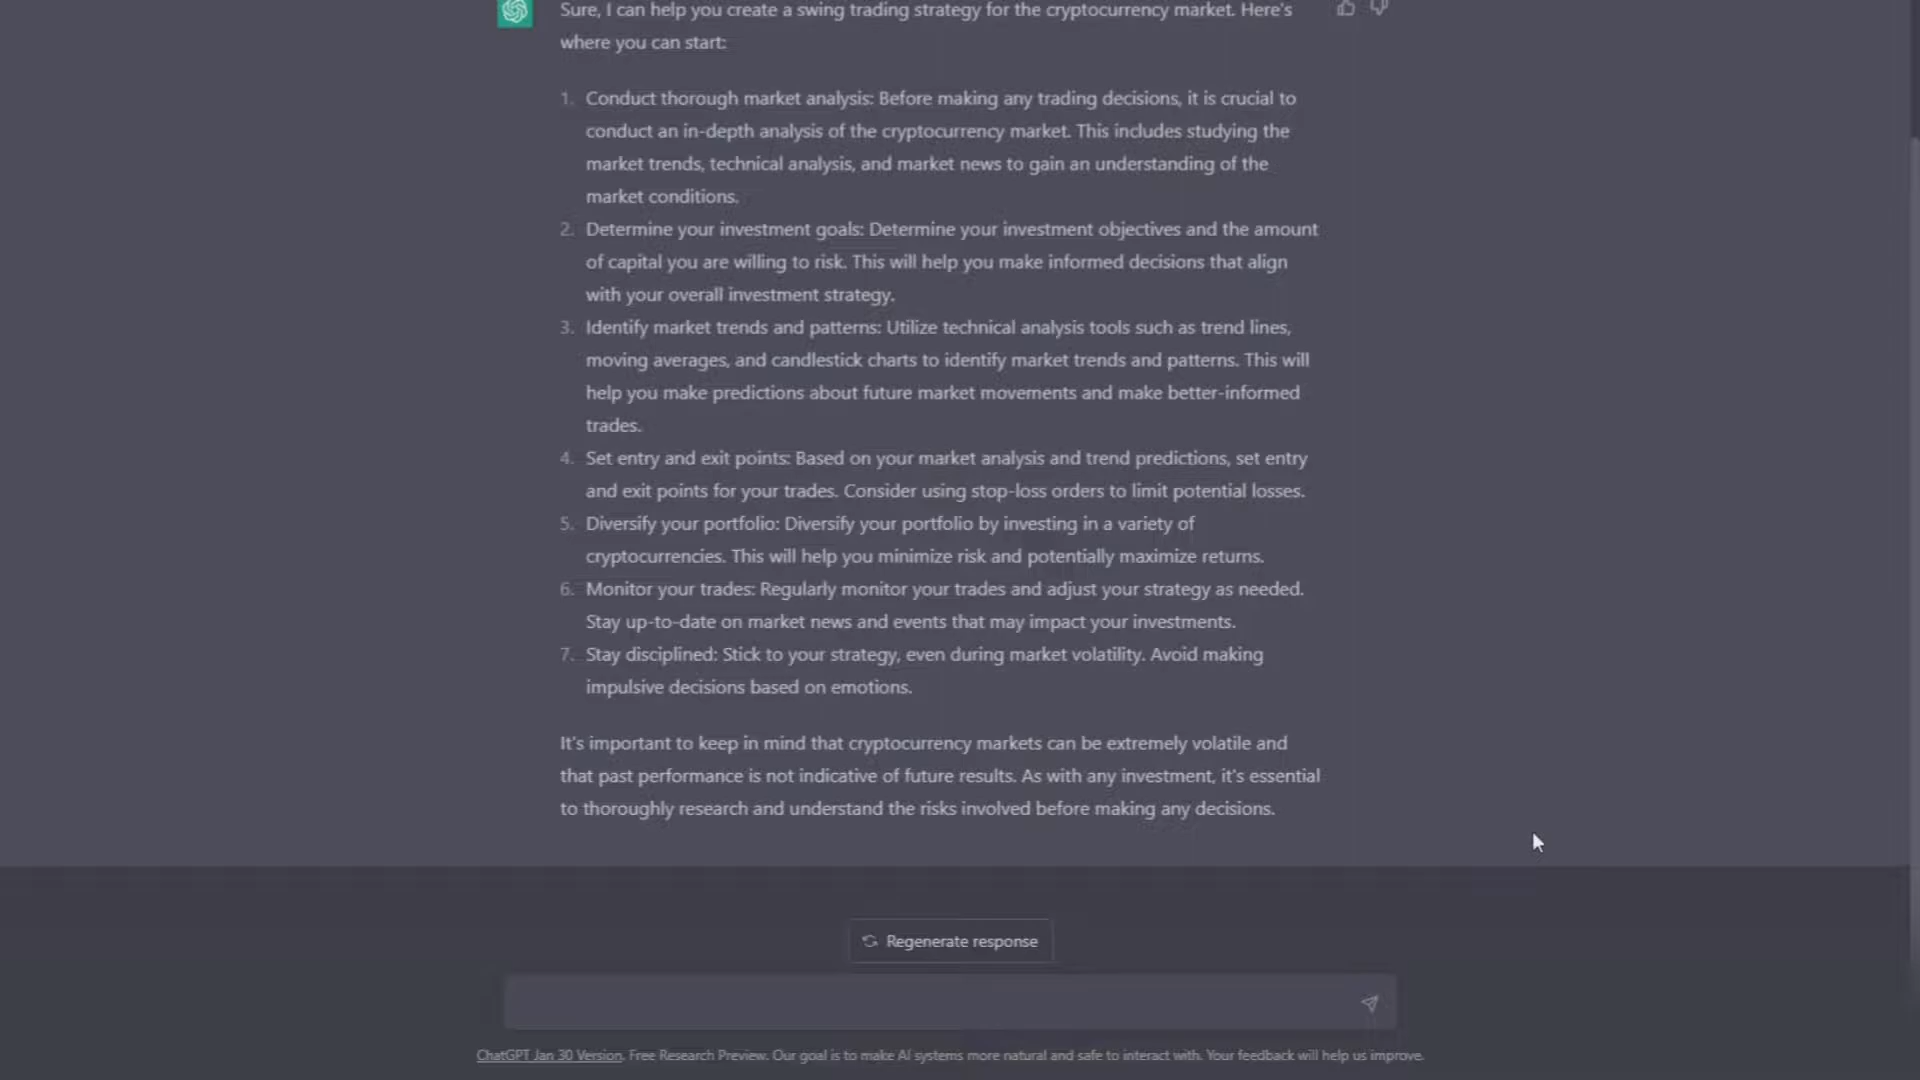 Sure, I can help you create a swing trading strategy for the cryptocurrency market. Here's
where you can start:
1. Conduct thorough market analysis: Before making any trading decisions, it is crucial to
conduct an in-depth analysis of the cryptocurrency market. This includes studying the
market trends, technical analysis, and market news to gain an understanding of the
market conditions.
2. Determine your investment goals: Determine your investment objectives and the amount
of capital you are willing to risk. This will help you make informed decisions that align
with your overall investment strategy.
3. Identify market trends and patterns: Utilize technical analysis tools such as trend lines,
moving averages, and candlestick charts to identify market trends and patterns. This will
help you make predictions about future market movements and make better-informed
trades.
4. Set entry and exit points: Based on your market analysis and trend predictions, set entry
and exit points for your trades. Consider using stop-loss orders to limit potential losses.
5. Diversify your portfolio: Diversify your portfolio by investing in a variety of
cryptocurrencies. This will help you minimize risk and potentially maximize returns.
6. Monitor your trades: Regularly monitor your trades and adjust your strategy as needed.
Stay up-to-date on market news and events that may impact your investments.
7. Stay disciplined: Stick to your strategy, even during market volatility. Avoid making
impulsive decisions based on emotions.
It's important to keep in mind that cryptocurrency markets can be extremely volatile and
that past performance is not indicative of future results. As with any investment, it's essential
to thoroughly research and understand the risks involved before making any decisions.
Regenerate response
ChatGPT Jan 30 Version. Free Research Preview. Our goal is to make AI systems more natural and safe to interact with. Your feedback will help us improve.